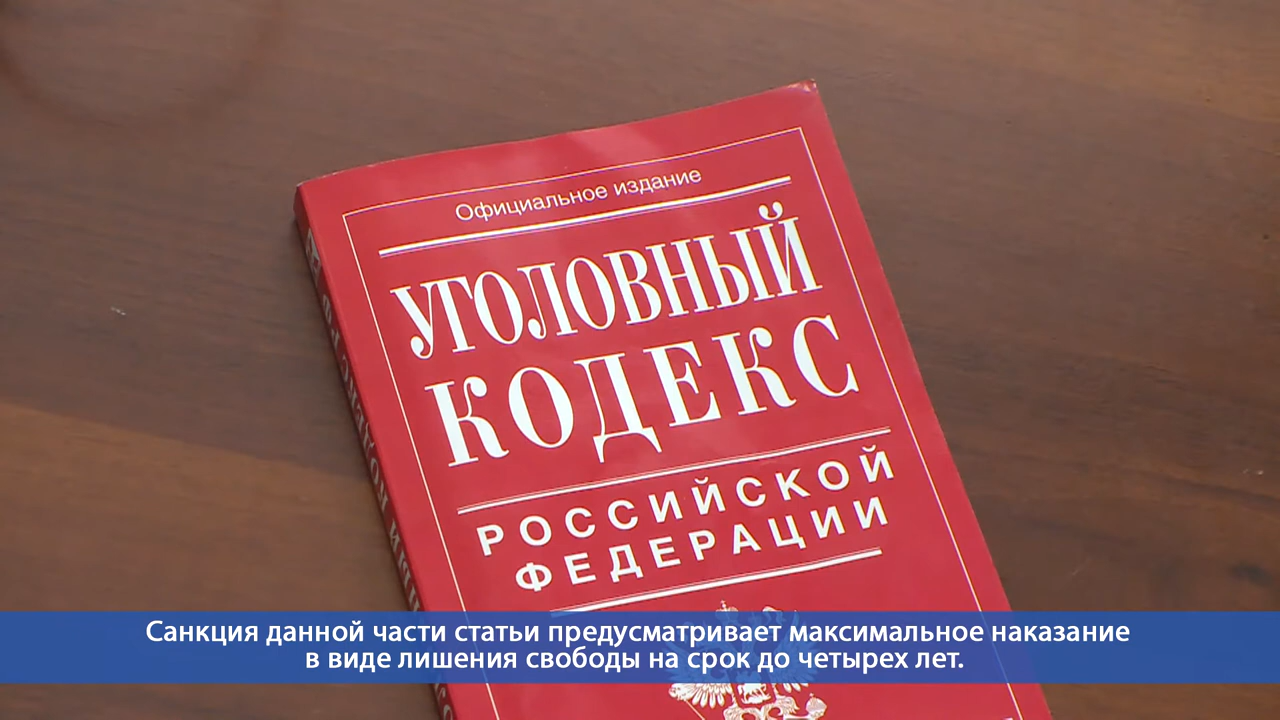 Официальное издание
УГОЛОВНЫЙ
КОДЕКС
РОССИЙСКОЙ
ФЕДЕРАЦИИ
Санкция данной части статьи предусматривает максимальное наказание
в виде лишения свободы на срок до четырех лет.